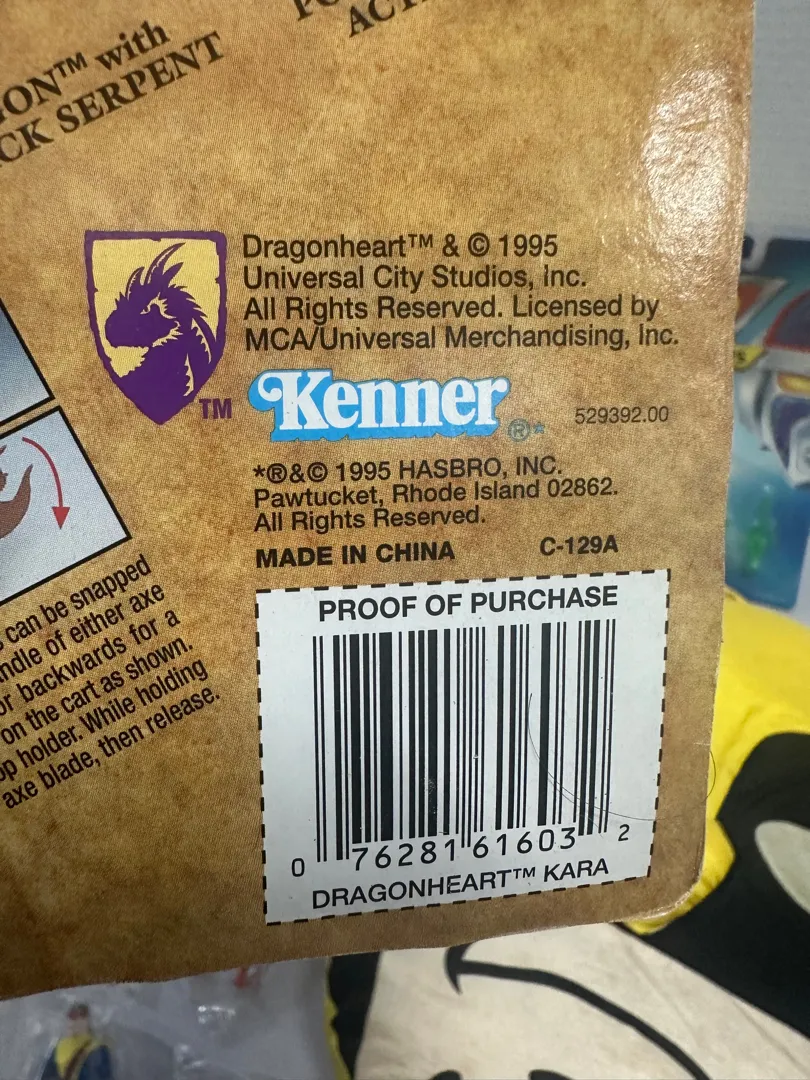 ON™ with
CK SERPENT
Dragonheart™ & © 1995
Universal City Studios, Inc.
All Rights Reserved. Licensed by
MCA/Universal Merchandising, Inc.
TM
Kenner ®*
529392.00
*®&© 1995 HASBRO, INC.
Pawtucket, Rhode Island 02862.
All Rights Reserved.
MADE IN CHINA C-129A
can be snapped
ndle of either axe
or backwards for a
on the cart as shown.
p holder. While holding
axe blade, then release.
PROOF OF PURCHASE
0 76281 61603 2
DRAGONHEART™ KARA